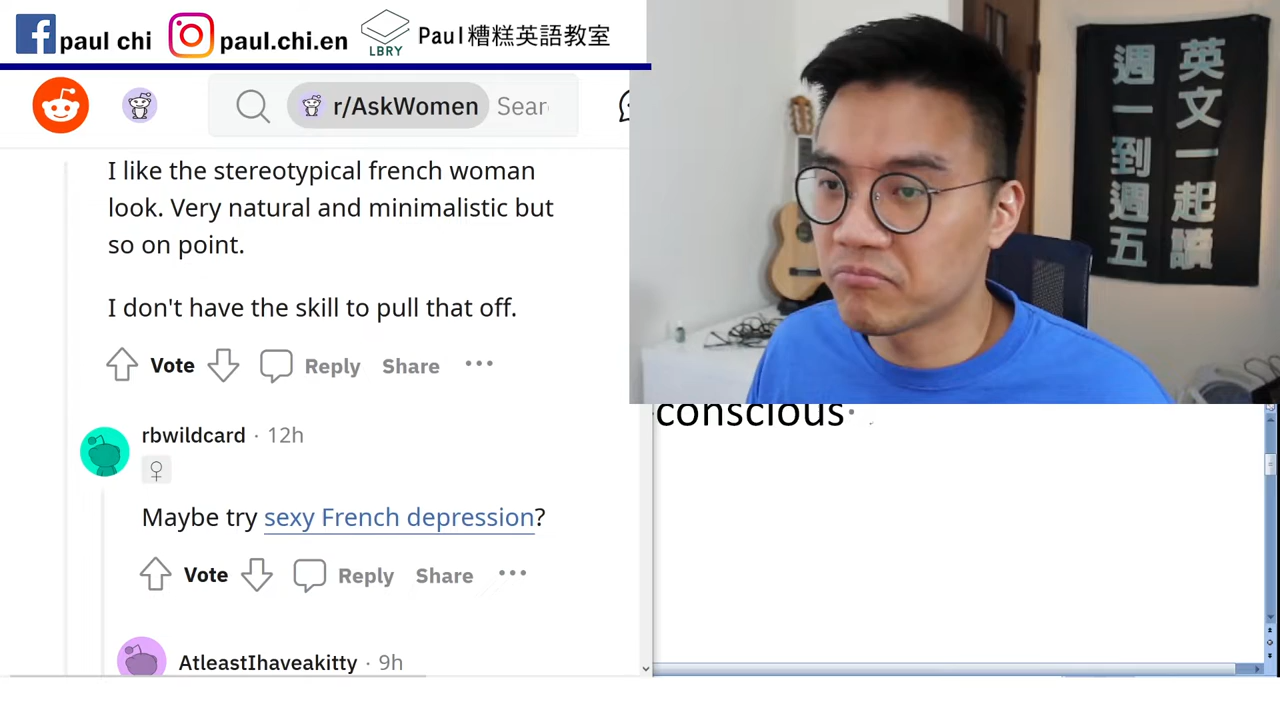 paul chi
paul.chi.en
LBRY
Paul糟糕英語教室
r/AskWomen
Sear
I like the stereotypical french woman
look. Very natural and minimalistic but
so on point.
I don't have the skill to pull that off.
Vote
Reply
Share
rbwildcard · 12h
Maybe try sexy French depression?
Vote
Reply
Share
AtleastIhaveakitty · 9h
英文一起讀
週一到週五
conscious